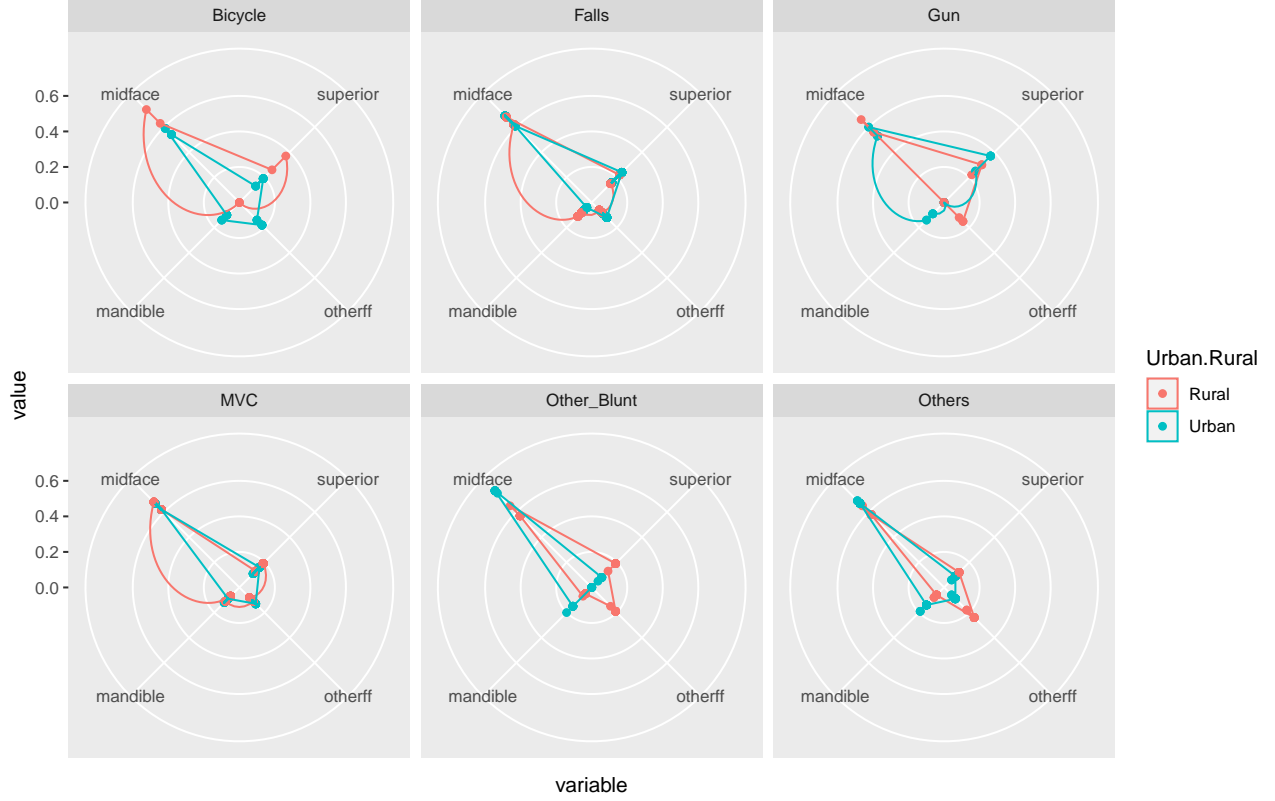 Bicycle
Falls
Gun
midface
superior
midface
superior
midface
superior
0.6
0.4
0.2
0.0
mandible
otherff
mandible
otherff
mandible
otherff
value
Urban.Rural
Rural
Urban
MVC
Other_Blunt
Others
midface
superior
midface
superior
midface
superior
0.6
0.4
0.2
0.0
mandible
otherff
mandible
otherff
mandible
otherff
variable